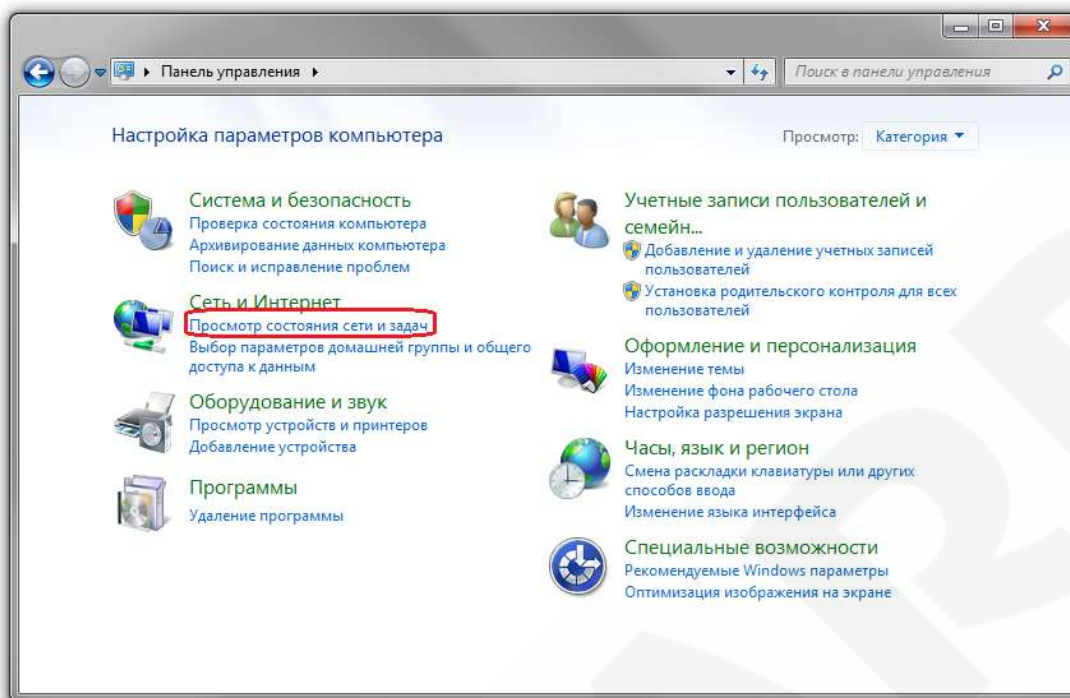 Панель управления
Поиск в панели управления
Настройка параметров компьютера
Просмотр: Категория
Система и безопасность
Проверка состояния компьютера
Архивирование данных компьютера
Поиск и исправление проблем
Сеть и Интернет
Просмотр состояния сети и задач
Выбор параметров домашней группы и общего
доступа к данным
Оборудование и звук
Просмотр устройств и принтеров
Добавление устройства
Программы
Удаление программы
Учетные записи пользователей и
семейн...
Добавление и удаление учетных записей
пользователей
Установка родительского контроля для всех
пользователей
Оформление и персонализация
Изменение темы
Изменение фона рабочего стола
Настройка разрешения экрана
Часы, язык и регион
Смена раскладки клавиатуры или других
способов ввода
Изменение языка интерфейса
Специальные возможности
Рекомендуемые Windows параметры
Оптимизация изображения на экране